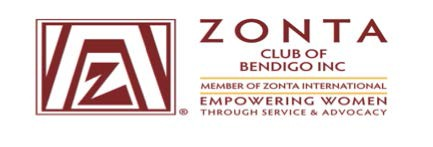 ZONTA
CLUB OF
BENDIGO INC
MEMBER OF ZONTA INTERNATIONAL
EMPOWERING WOMEN
THROUGH SERVICE & ADVOCACY
Z
®